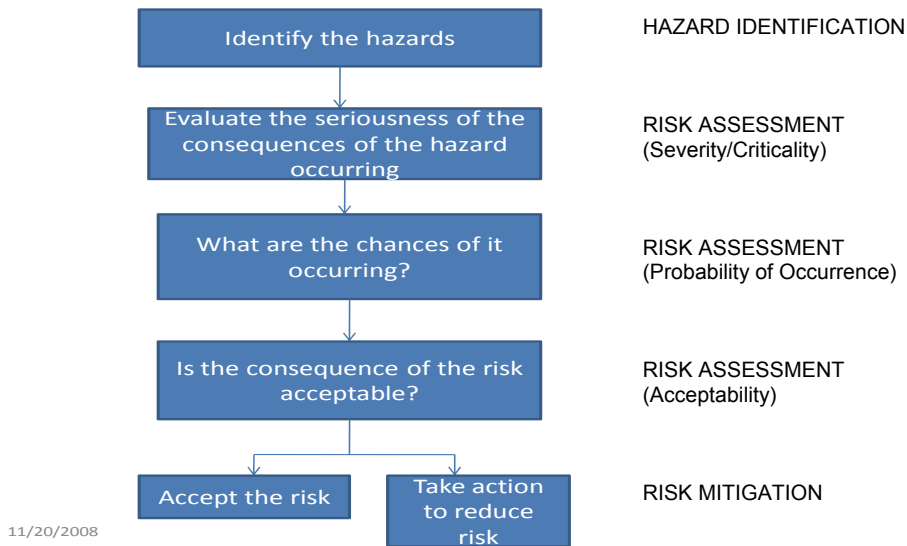 Identify the hazards
HAZARD IDENTIFICATION
Evaluate the seriousness of the
consequences of the hazard
occurring
RISK ASSESSMENT
(Severity/Criticality)
What are the chances of it
occurring?
RISK ASSESSMENT
(Probability of Occurrence)
Is the consequence of the risk
acceptable?
RISK ASSESSMENT
(Acceptability)
Accept the risk
Take action
to reduce
risk
RISK MITIGATION
11/20/2008